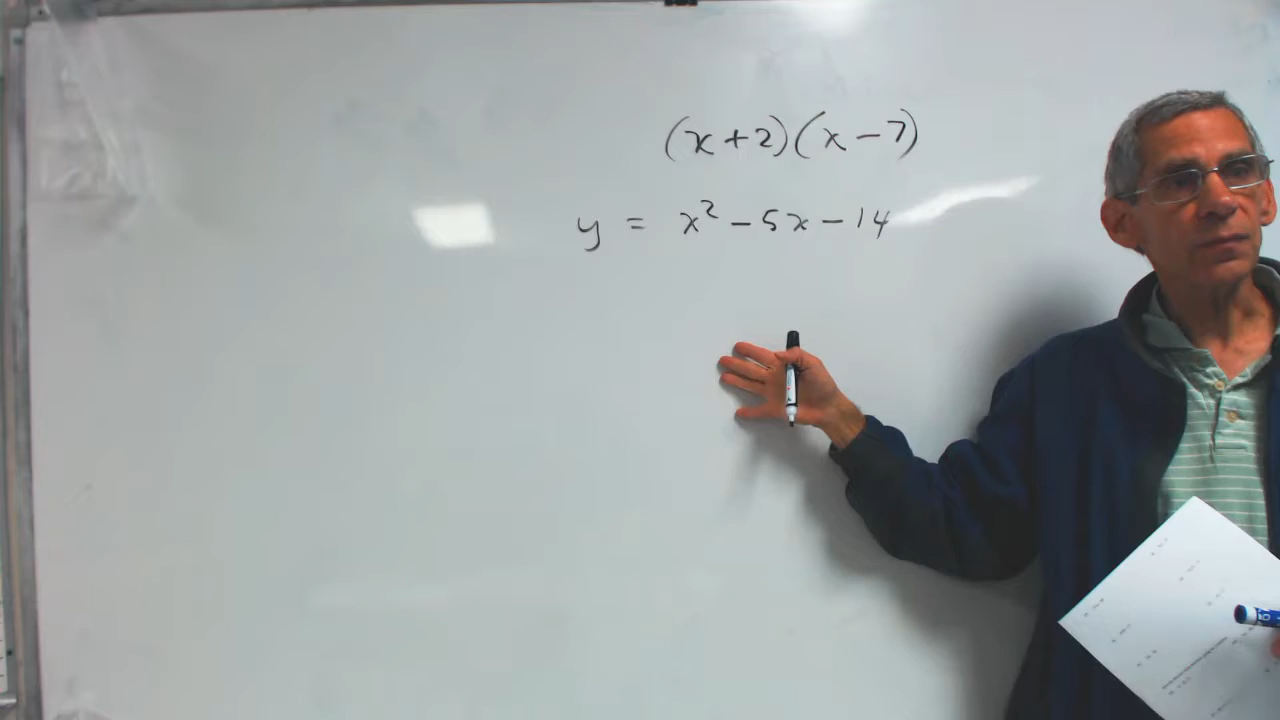 (x+2)(x-7)
y = x² - 5x - 14